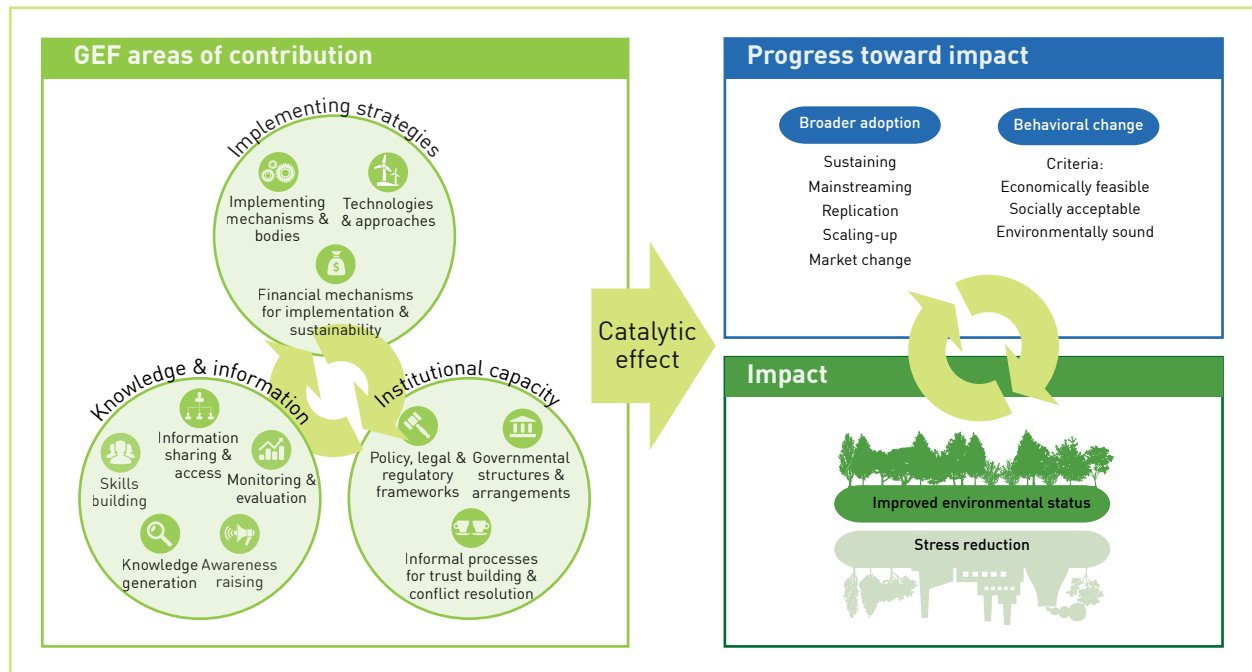 GEF areas of contribution
Implementing strategies
Implementing
mechanisms &
bodies
Technologies
& approaches
$
Financial mechanisms
for implementation &
sustainability
Knowledge & information
Information
sharing &
access
Skills
building
Monitoring &
evaluation
Knowledge
generation
Awareness
raising
Institutional capacity
Policy, legal &
regulatory
frameworks
Governmental
structures &
arrangements
Informal processes
for trust building &
conflict resolution
Catalytic
effect
Progress toward impact
Broader adoption
Sustaining
Mainstreaming
Replication
Scaling-up
Market change
Behavioral change
Criteria:
Economically feasible
Socially acceptable
Environmentally sound
Impact
Improved environmental status
Stress reduction